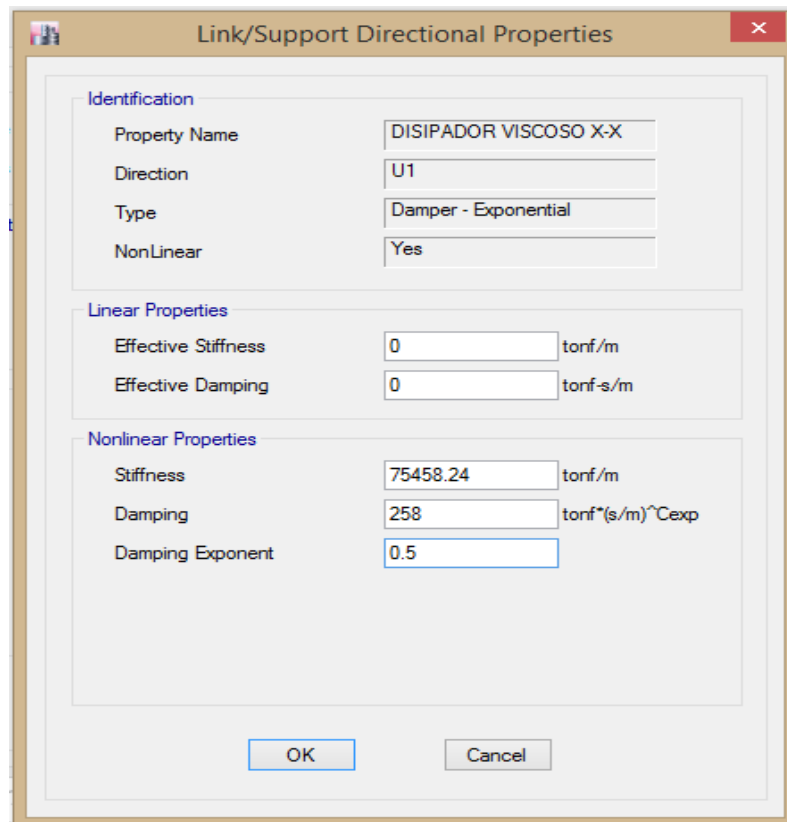 Link/Support Directional Properties
Identification
Property Name DISIPADOR VISCOSO X-X
Direction U1
Type Damper - Exponential
NonLinear Yes
Linear Properties
Effective Stiffness 0 tonf/m
Effective Damping 0 tonf-s/m
Nonlinear Properties
Stiffness 75458.24 tonf/m
Damping 258 tonf*(s/m)^Cexp
Damping Exponent 0.5
OK Cancel